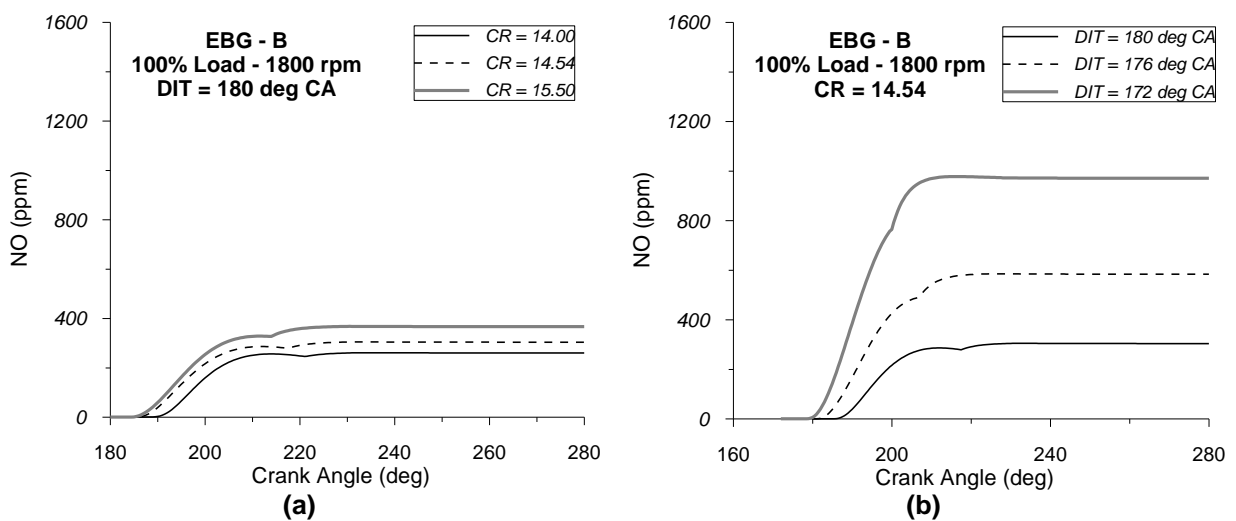 EBG - B
100% Load - 1800 rpm
DIT = 180 deg CA
CR = 14.00
CR = 14.54
CR = 15.50
1600
1200
800
400
0
NO (ppm)
180
200
220
240
260
280
Crank Angle (deg)
(a)
EBG - B
100% Load - 1800 rpm
CR = 14.54
DIT = 180 deg CA
DIT = 176 deg CA
DIT = 172 deg CA
1600
1200
800
400
0
NO (ppm)
160
200
240
280
Crank Angle (deg)
(b)